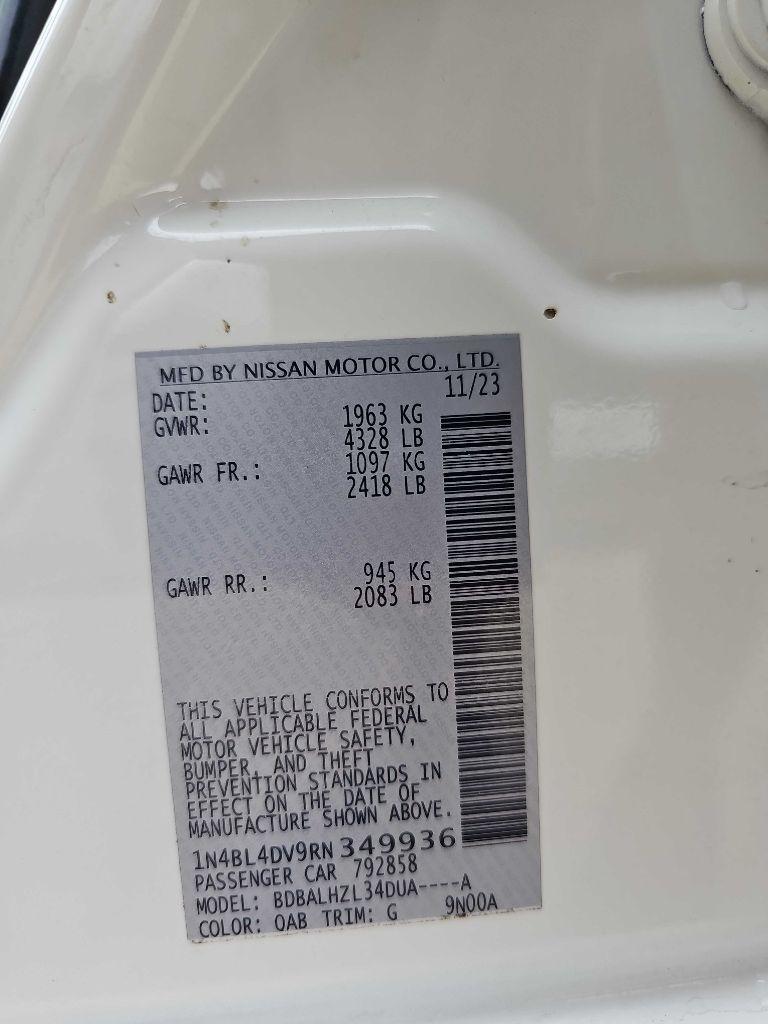 MFD BY NISSAN MOTOR CO., LTD.
DATE: 11/23
GVWR: 1963 KG
4328 LB
GAWR FR.: 1097 KG
2418 LB
GAWR RR.: 945 KG
2083 LB
THIS VEHICLE CONFORMS TO
ALL APPLICABLE FEDERAL
MOTOR VEHICLE SAFETY,
BUMPER, AND THEFT
PREVENTION STANDARDS IN
EFFECT ON THE DATE OF
MANUFACTURE SHOWN ABOVE.
1N4BL4DV9RN349936
PASSENGER CAR 792858
MODEL: BDBALHZL34DUA----A
COLOR: QAB TRIM: G 9N00A